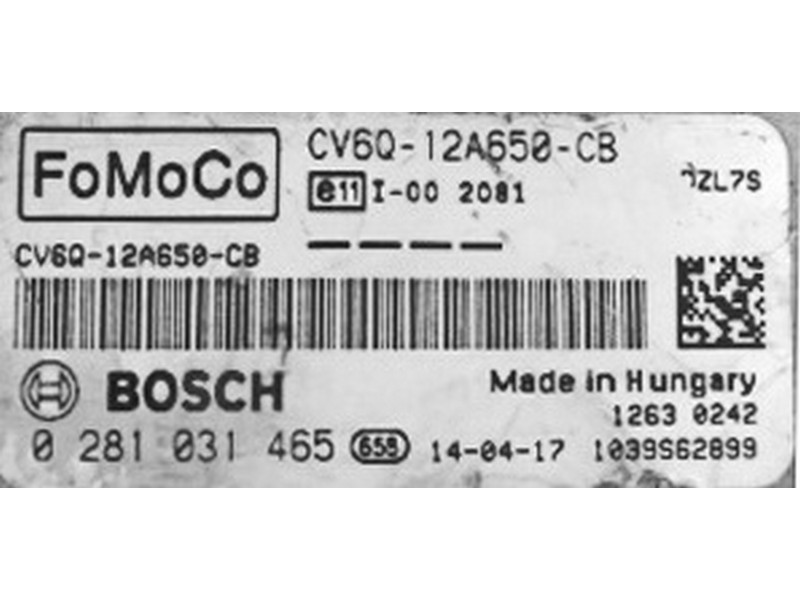 FoMoCo
CV6Q-12A650-CB
e11 I-00 2081
ZL7S
CV6Q-12A650-CB
BOSCH
Made in Hungary
1263 0242
0 281 031 465 658 14-04-17 1039S62899